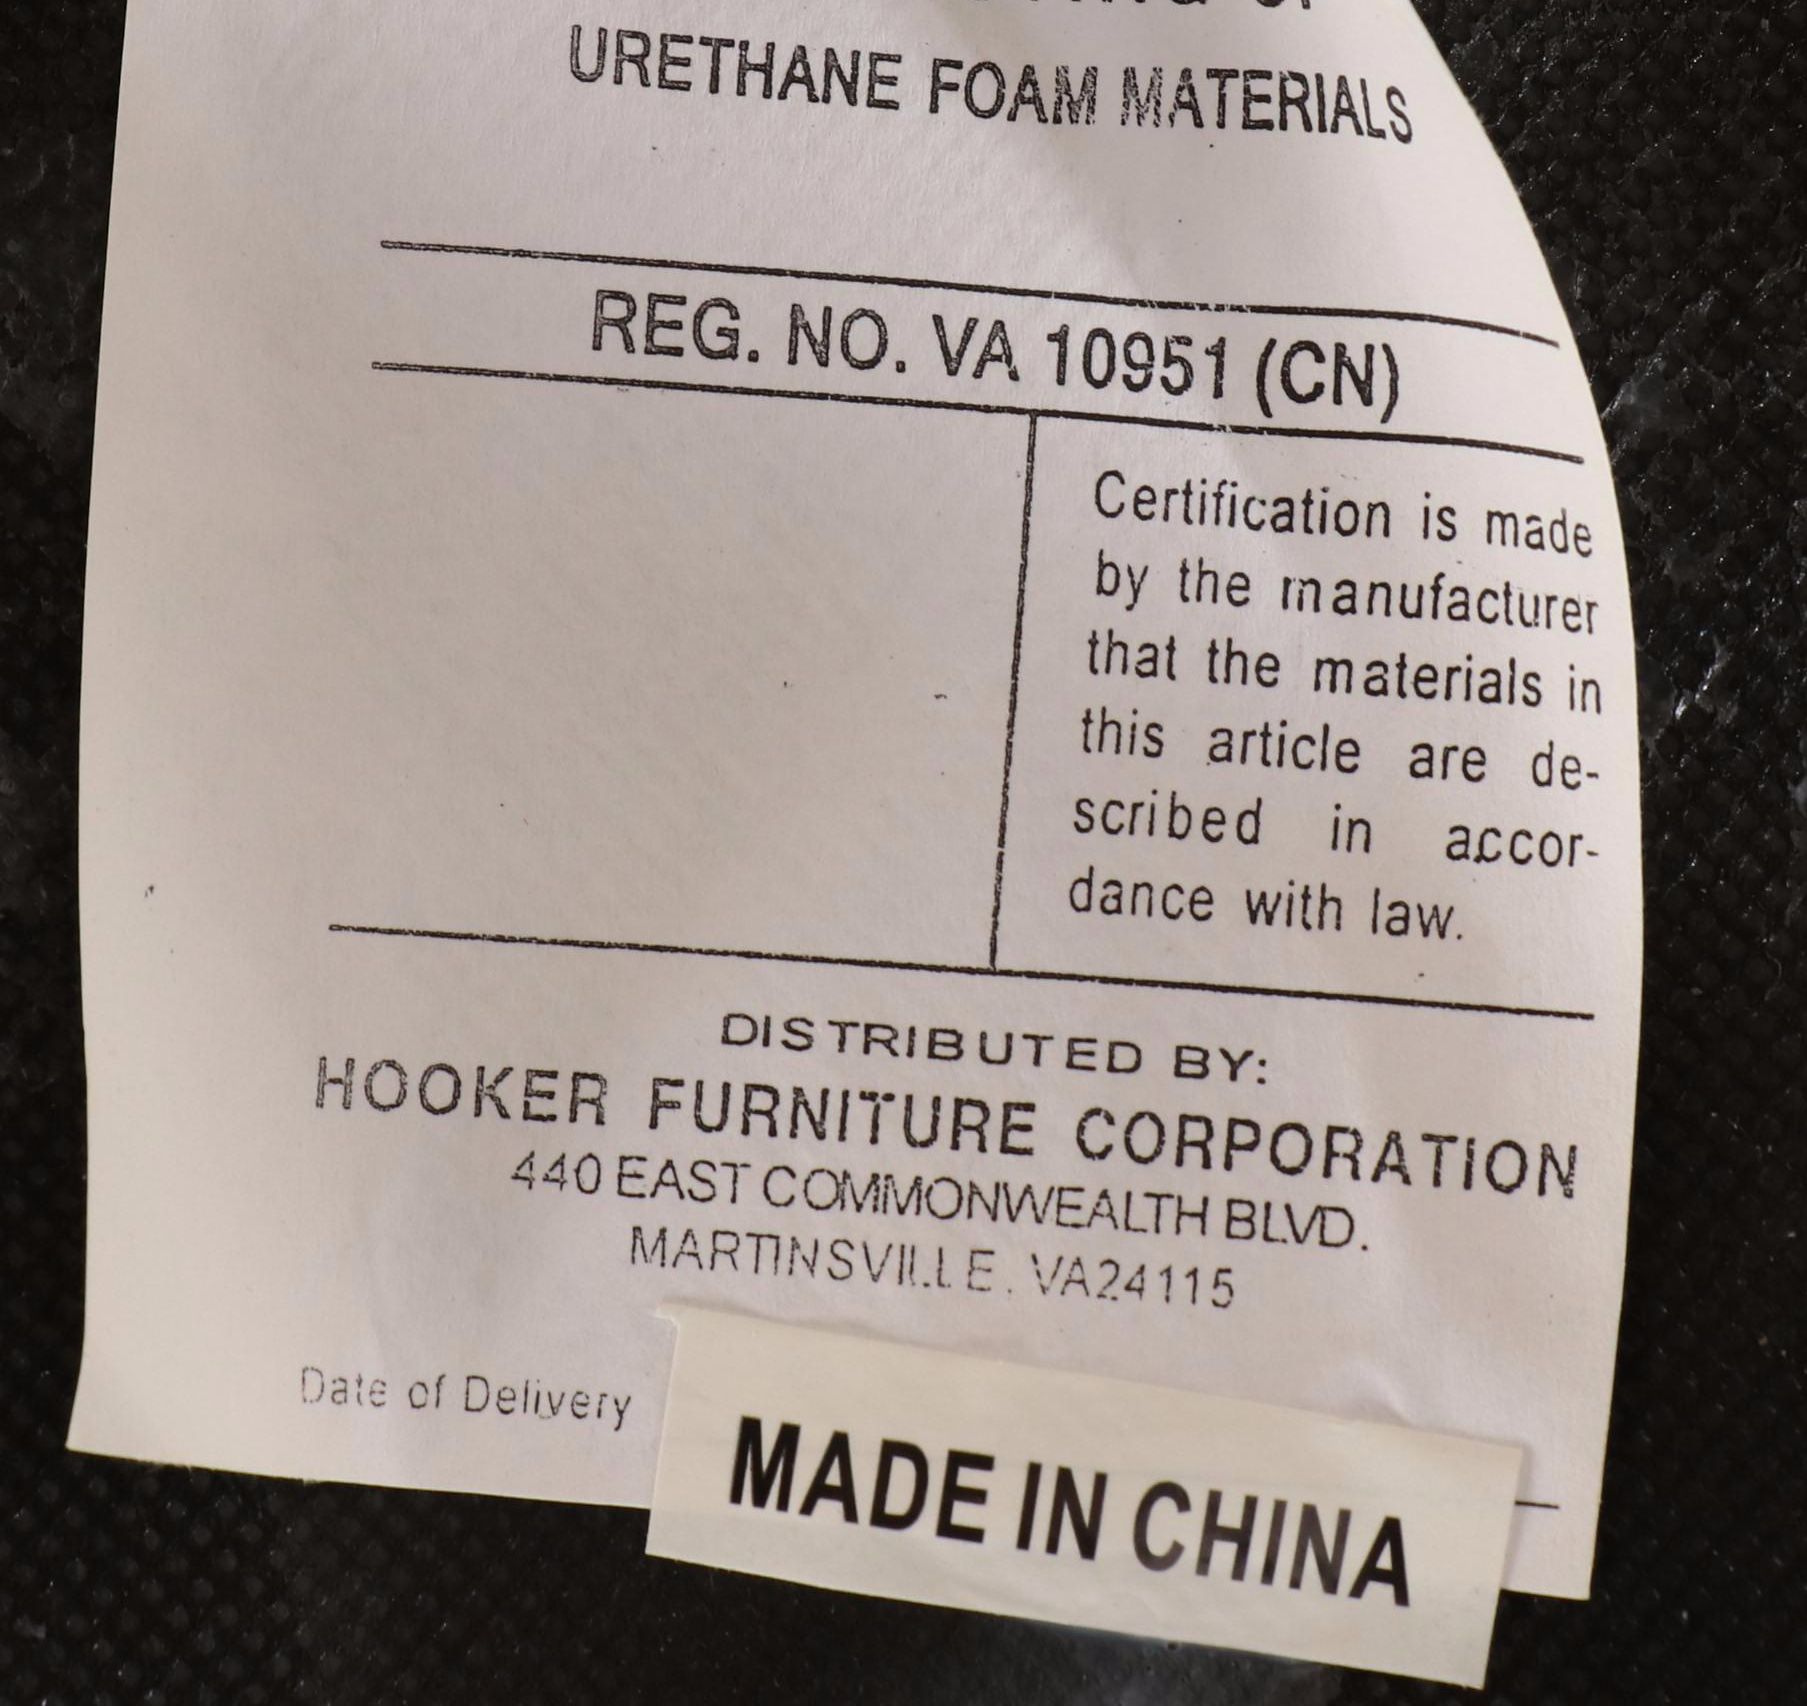 URETHANE FOAM MATERIALS
REG. NO. VA 10951 (CN)
Certification is made
by the manufacturer
that the materials in
this article are de-
scribed in accor-
dance with law.
DISTRIBUTED BY:
HOOKER FURNITURE CORPORATION
440 EAST COMMONWEALTH BLVD.
MARTINSVILLE. VA24115
Date of Delivery
MADE IN CHINA